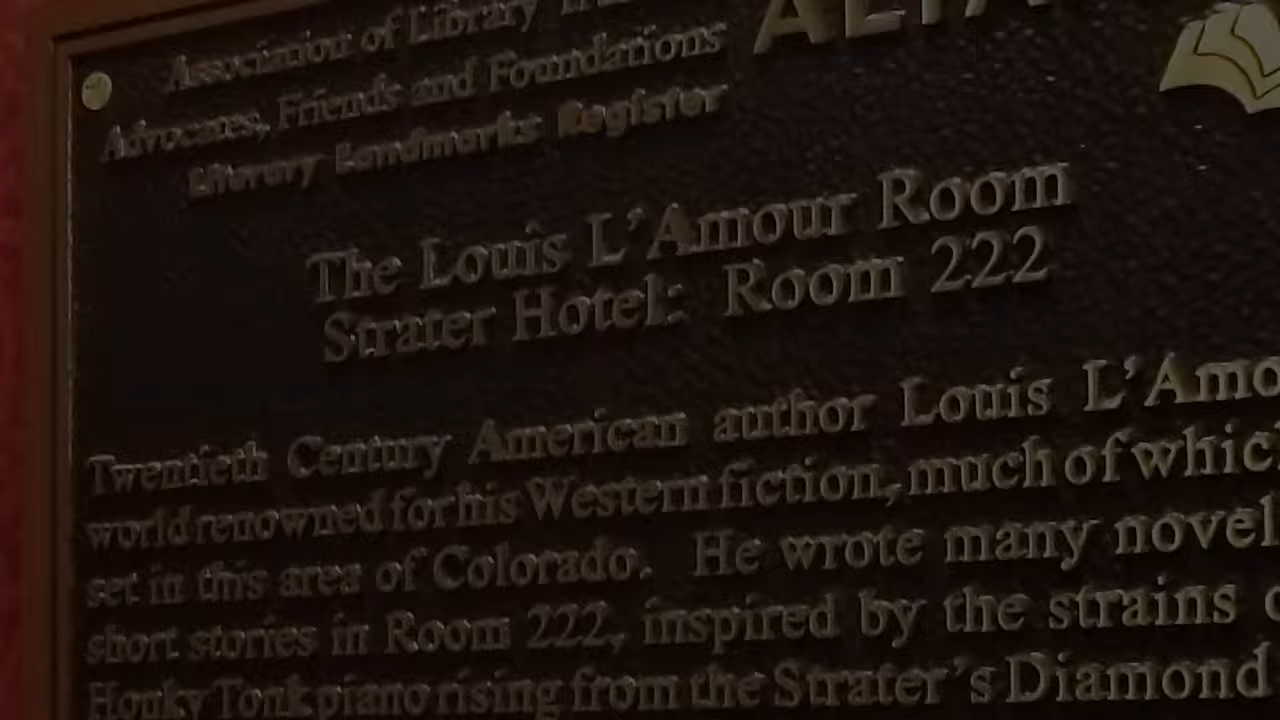 Association of Library
Advocates, Friends and Foundations
Literary Landmarks Register
The Louis L'Amour Room
Strater Hotel: Room 222
Twentieth Century American author Louis L'Amo
world renowned for his Western fiction, much of whic
set in this area of Colorado. He wrote many novel
short stories in Room 222, inspired by the strains
Honky Tonk piano rising from the Strater's Diamond